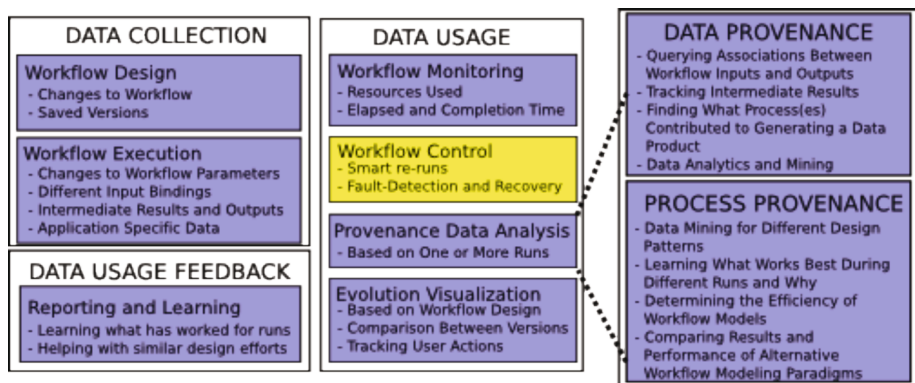 DATA COLLECTION
Workflow Design
- Changes to Workflow
- Saved Versions
Workflow Execution
- Changes to Workflow Parameters
- Different Input Bindings
- Intermediate Results and Outputs
- Application Specific Data
DATA USAGE FEEDBACK
Reporting and Learning
- Learning what has worked for runs
- Helping with similar design efforts
DATA USAGE
Workflow Monitoring
- Resources Used
- Elapsed and Completion Time
Workflow Control
- Smart re-runs
- Fault-Detection and Recovery
Provenance Data Analysis
- Based on One or More Runs
Evolution Visualization
- Based on Workflow Design
- Comparison Between Versions
- Tracking User Actions
DATA PROVENANCE
- Querying Associations Between
Workflow Inputs and Outputs
- Tracking Intermediate Results
- Finding What Process(es)
Contributed to Generating a Data
Product
- Data Analytics and Mining
PROCESS PROVENANCE
- Data Mining for Different Design
Patterns
- Learning What Works Best During
Different Runs and Why
- Determining the Efficiency of
Workflow Models
- Comparing Results and
Performance of Alternative
Workflow Modeling Paradigms